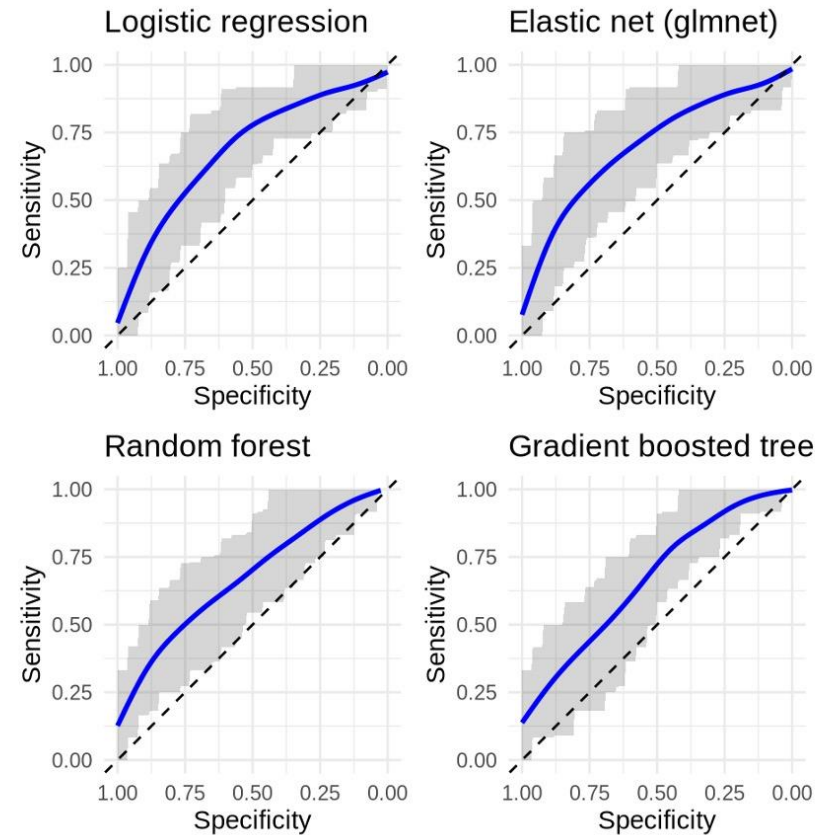 Logistic regression
1.00
0.75
0.50
0.25
0.00
Sensitivity
1.00 0.75 0.50 0.25 0.00
Specificity
Elastic net (glmnet)
1.00
0.75
0.50
0.25
0.00
Sensitivity
1.00 0.75 0.50 0.25 0.00
Specificity
Random forest
1.00
0.75
0.50
0.25
0.00
Sensitivity
1.00 0.75 0.50 0.25 0.00
Specificity
Gradient boosted tree
1.00
0.75
0.50
0.25
0.00
Sensitivity
1.00 0.75 0.50 0.25 0.00
Specificity